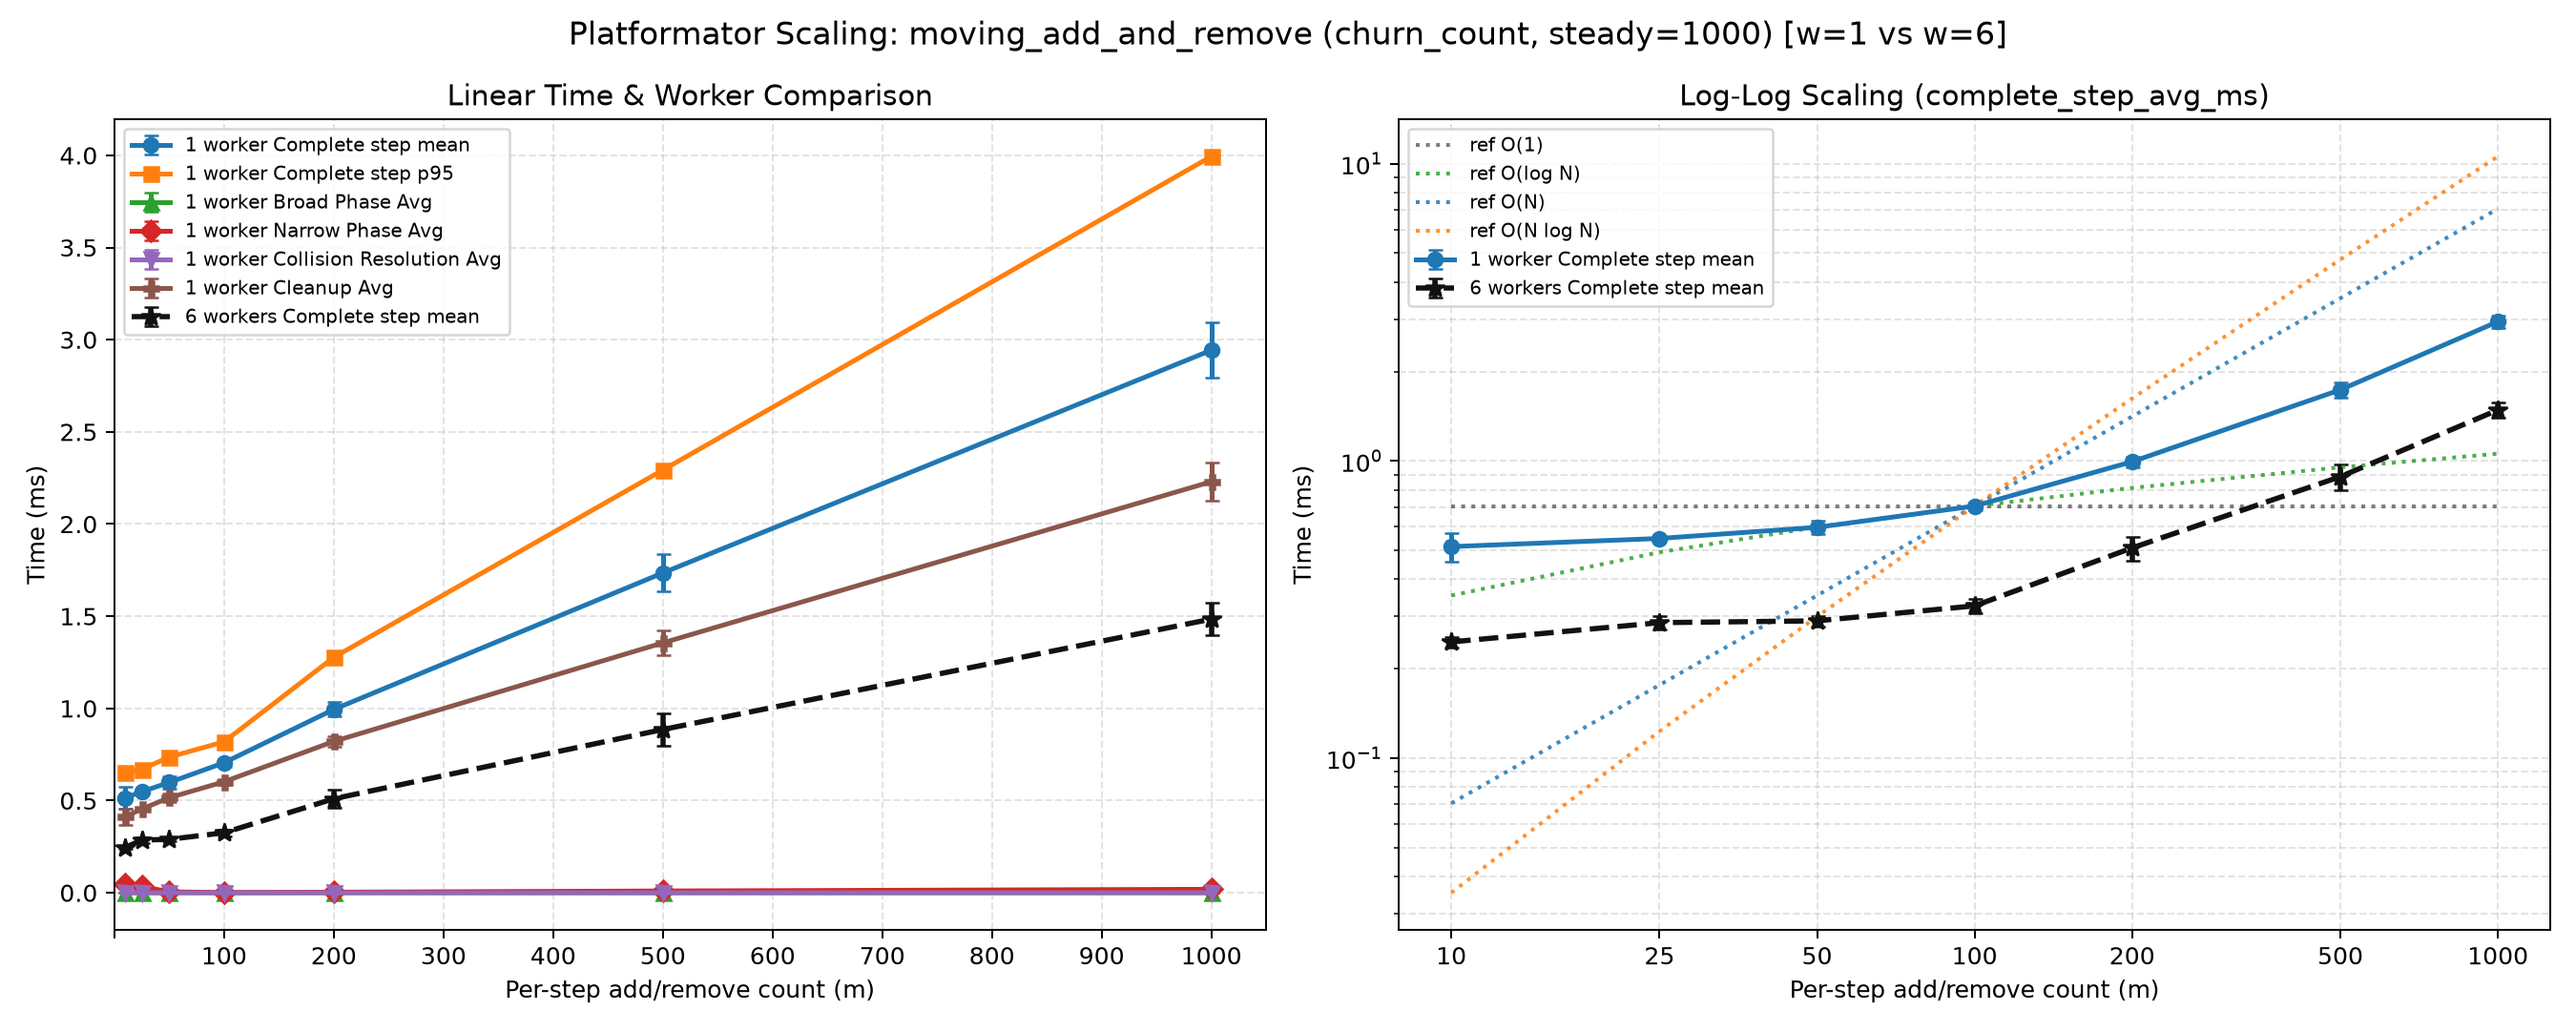 Platformator Scaling: moving_add_and_remove (churn_count, steady=1000) [w=1 vs w=6]
Linear Time & Worker Comparison
1 worker Complete step mean
1 worker Complete step p95
1 worker Broad Phase Avg
1 worker Narrow Phase Avg
1 worker Collision Resolution Avg
1 worker Cleanup Avg
6 workers Complete step mean
4.0
3.5
3.0
2.5
2.0
1.5
1.0
0.5
0.0
Time (ms)
100 200 300 400 500 600 700 800 900 1000
Per-step add/remove count (m)
Log-Log Scaling (complete_step_avg_ms)
ref O(1)
ref O(log N)
ref O(N)
ref O(N log N)
1 worker Complete step mean
6 workers Complete step mean
10¹
10⁰
10⁻¹
Time (ms)
10 25 50 100 200 500 1000
Per-step add/remove count (m)